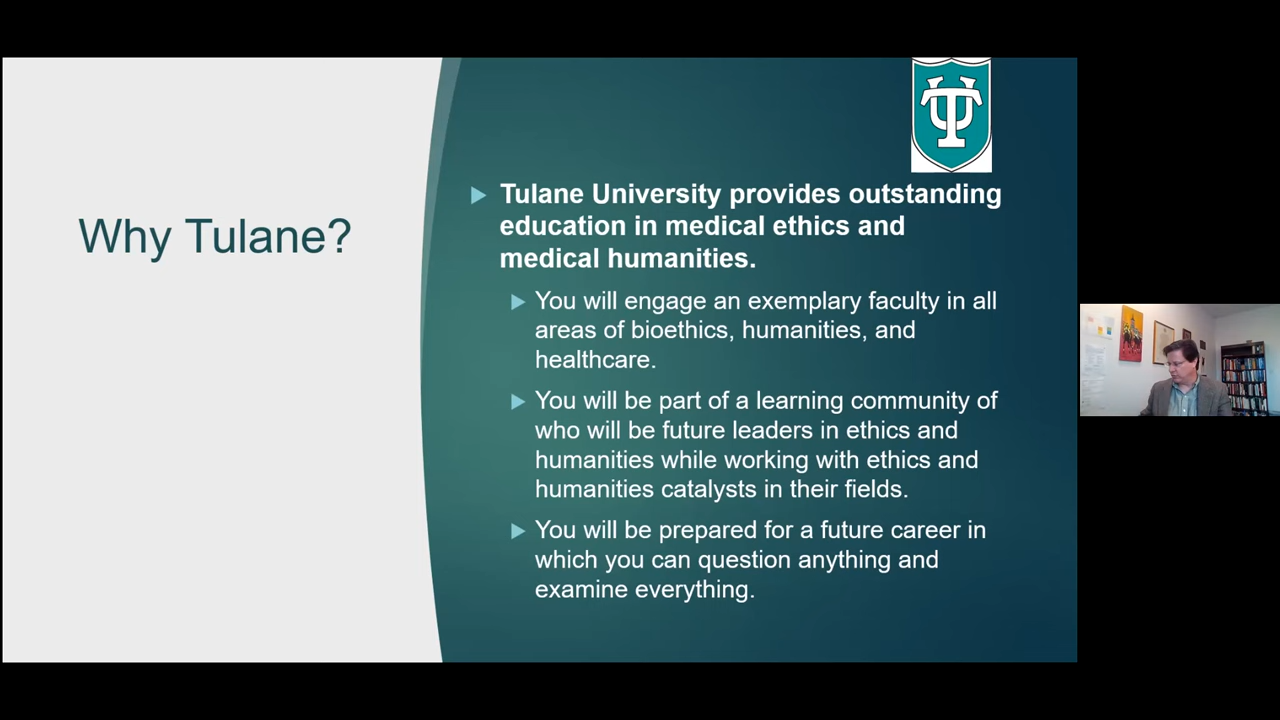 Why Tulane?
Tulane University provides outstanding
education in medical ethics and
medical humanities.
You will engage an exemplary faculty in all
areas of bioethics, humanities, and
healthcare.
You will be part of a learning community of
who will be future leaders in ethics and
humanities while working with ethics and
humanities catalysts in their fields.
You will be prepared for a future career in
which you can question anything and
examine everything.